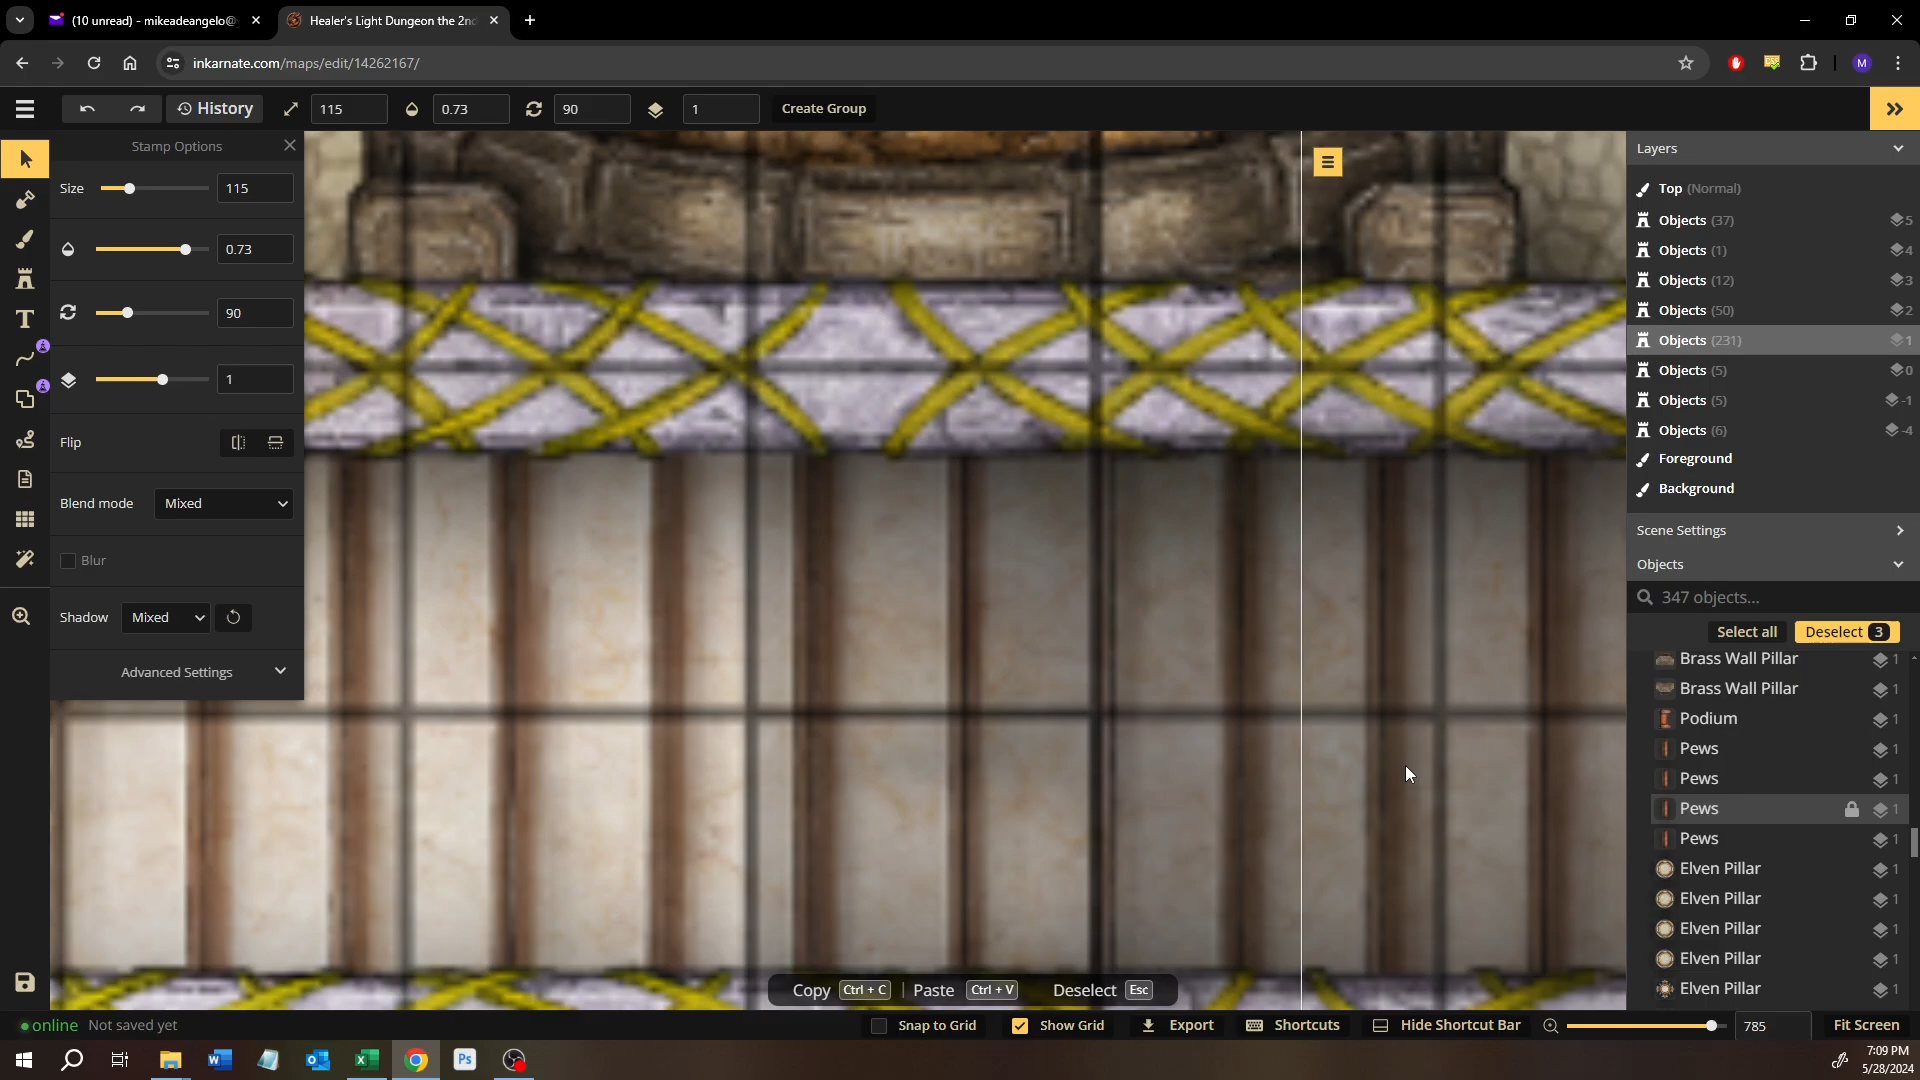 (10 unread) - mikeadeangelo@
Healer's Light Dungeon the 2nd
inkarnate.com/maps/edit/14262167/
M
History
115
0.73
90
1
Create Group
Stamp Options
Size
115
0.73
90
1
Flip
Blend mode
Mixed
Blur
Shadow
Mixed
Advanced Settings
Layers
Top (Normal)
Objects (37) 5
Objects (1) 4
Objects (12) 3
Objects (50) 2
Objects (231) 1
Objects (5) 0
Objects (5) -1
Objects (6) -4
Foreground
Background
Scene Settings
Objects
347 objects...
Select all
Deselect 3
Brass Wall Pillar 1
Brass Wall Pillar 1
Podium 1
Pews 1
Pews 1
Pews 1
Pews 1
Elven Pillar 1
Elven Pillar 1
Elven Pillar 1
Elven Pillar 1
Elven Pillar 1
Copy Ctrl + C | Paste Ctrl + V Deselect Esc
online Not saved yet
Snap to Grid
Show Grid
Export
Shortcuts
Hide Shortcut Bar
785
Fit Screen
7:09 PM
5/28/2024